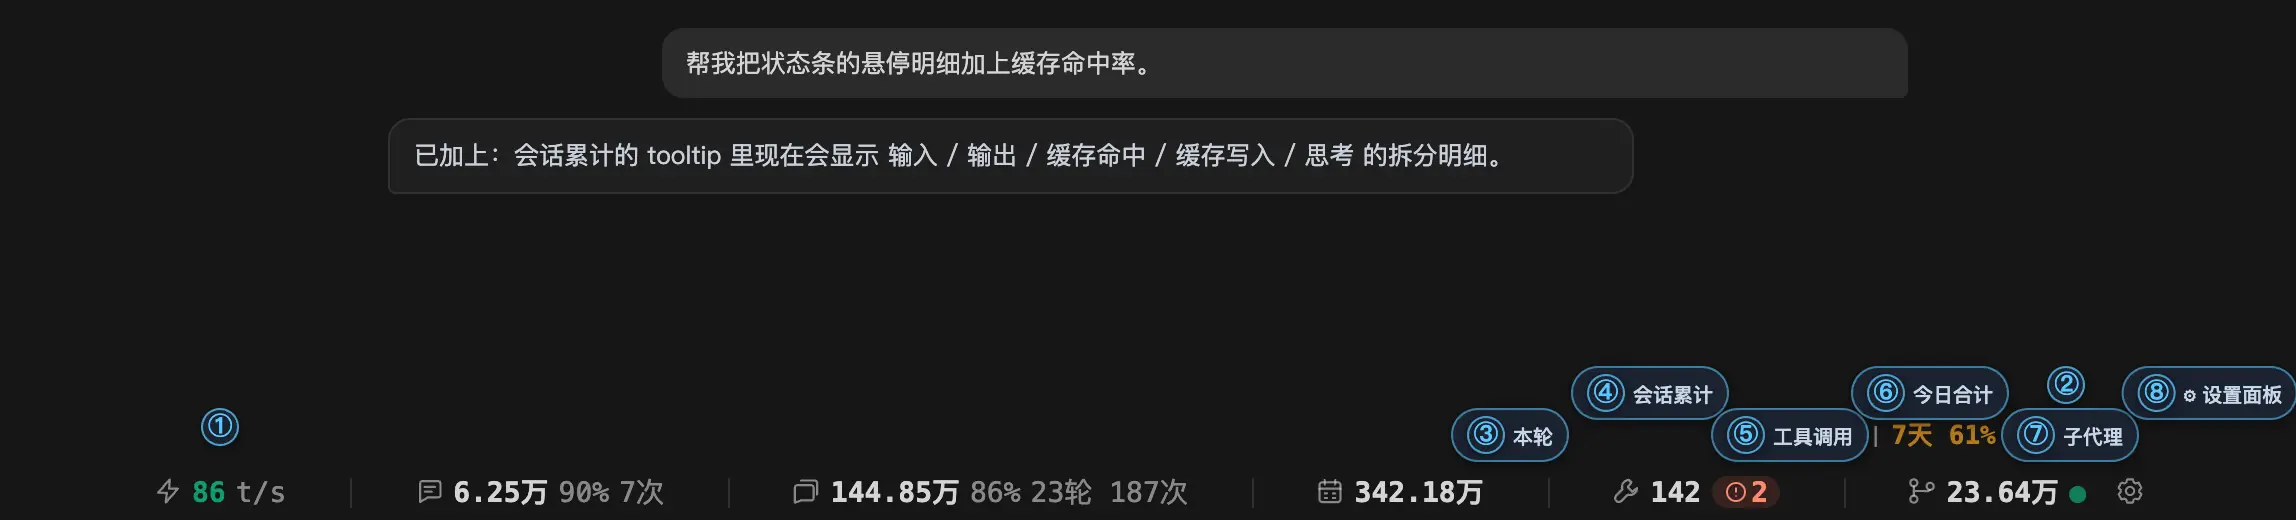 帮我把状态条的悬停明细加上缓存命中率。
已加上：会话累计的 tooltip 里现在会显示 输入 / 输出 / 缓存命中 / 缓存写入 / 思考 的拆分明细。
④ 会话累计
⑥ 今日合计
②
⑧ ⚙ 设置面板
①
③ 本轮
⑤ 工具调用
| 7天 61%
⑦ 子代理
86 t/s
6.25万 90% 7次
144.85万 86% 23轮 187次
342.18万
142 2
23.64万